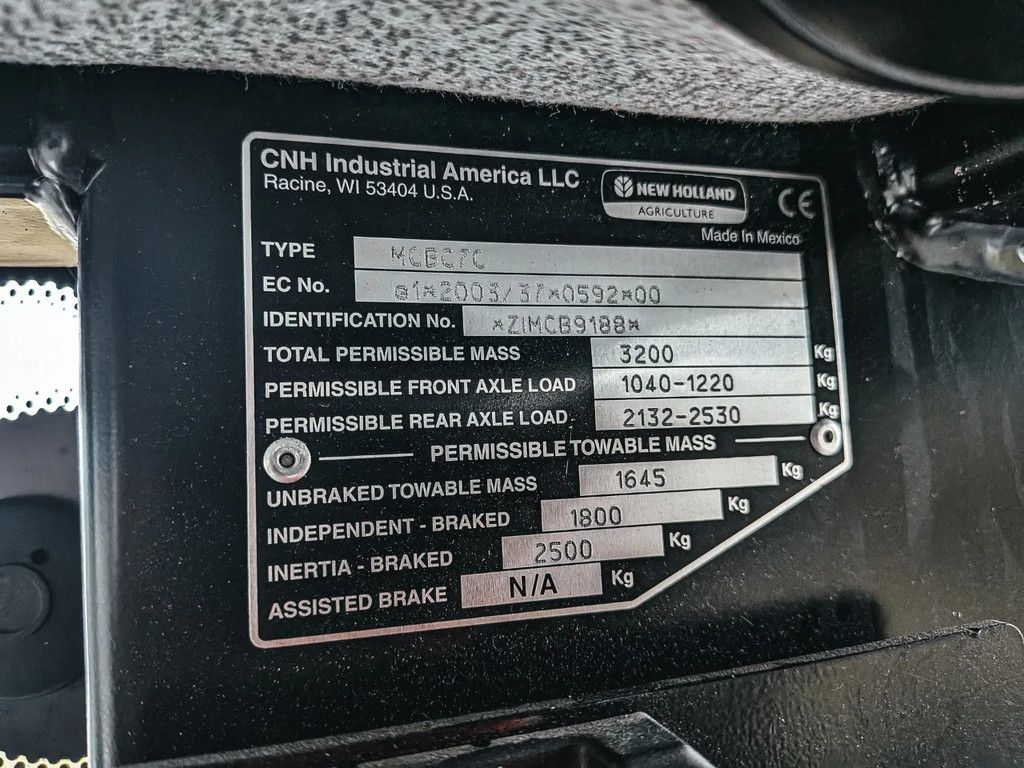 CNH Industrial America LLC
Racine, WI 53404 U.S.A.
NEW HOLLAND
AGRICULTURE
CE
Made In Mexico
TYPE MCBC7C
EC No. e1*2003/37*0592*00
IDENTIFICATION No. *ZIMCB9188*
TOTAL PERMISSIBLE MASS 3200 Kg
PERMISSIBLE FRONT AXLE LOAD 1040-1220 Kg
PERMISSIBLE REAR AXLE LOAD 2132-2530 Kg
PERMISSIBLE TOWABLE MASS
UNBRAKED TOWABLE MASS 1645 Kg
INDEPENDENT - BRAKED 1800 Kg
INERTIA - BRAKED 2500 Kg
ASSISTED BRAKE N/A Kg